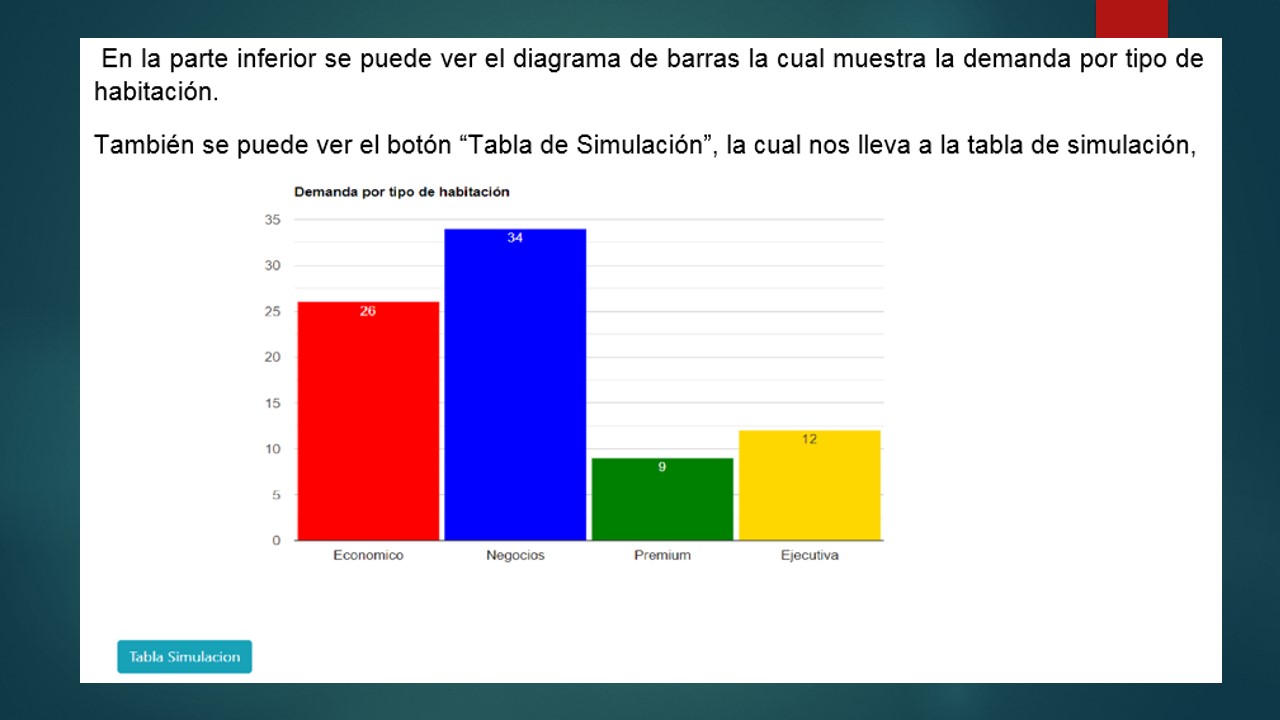 En la parte inferior se puede ver el diagrama de barras la cual muestra la demanda por tipo de
habitación.
También se puede ver el botón “Tabla de Simulación”, la cual nos lleva a la tabla de simulación,
Demanda por tipo de habitación
35
30
25
20
15
10
5
0
26
34
9
12
Economico
Negocios
Premium
Ejecutiva
Tabla Simulacion